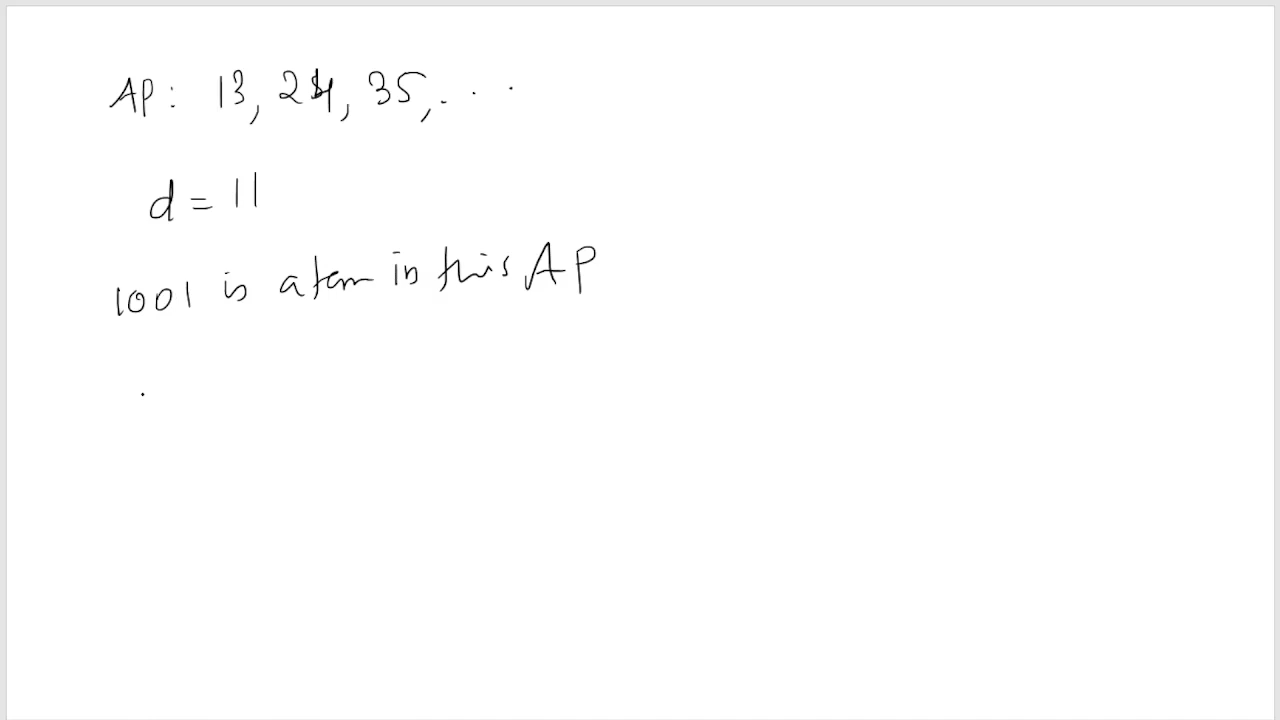 AP: 13, 24, 35, ....
d = 11
1001 is a term in this AP